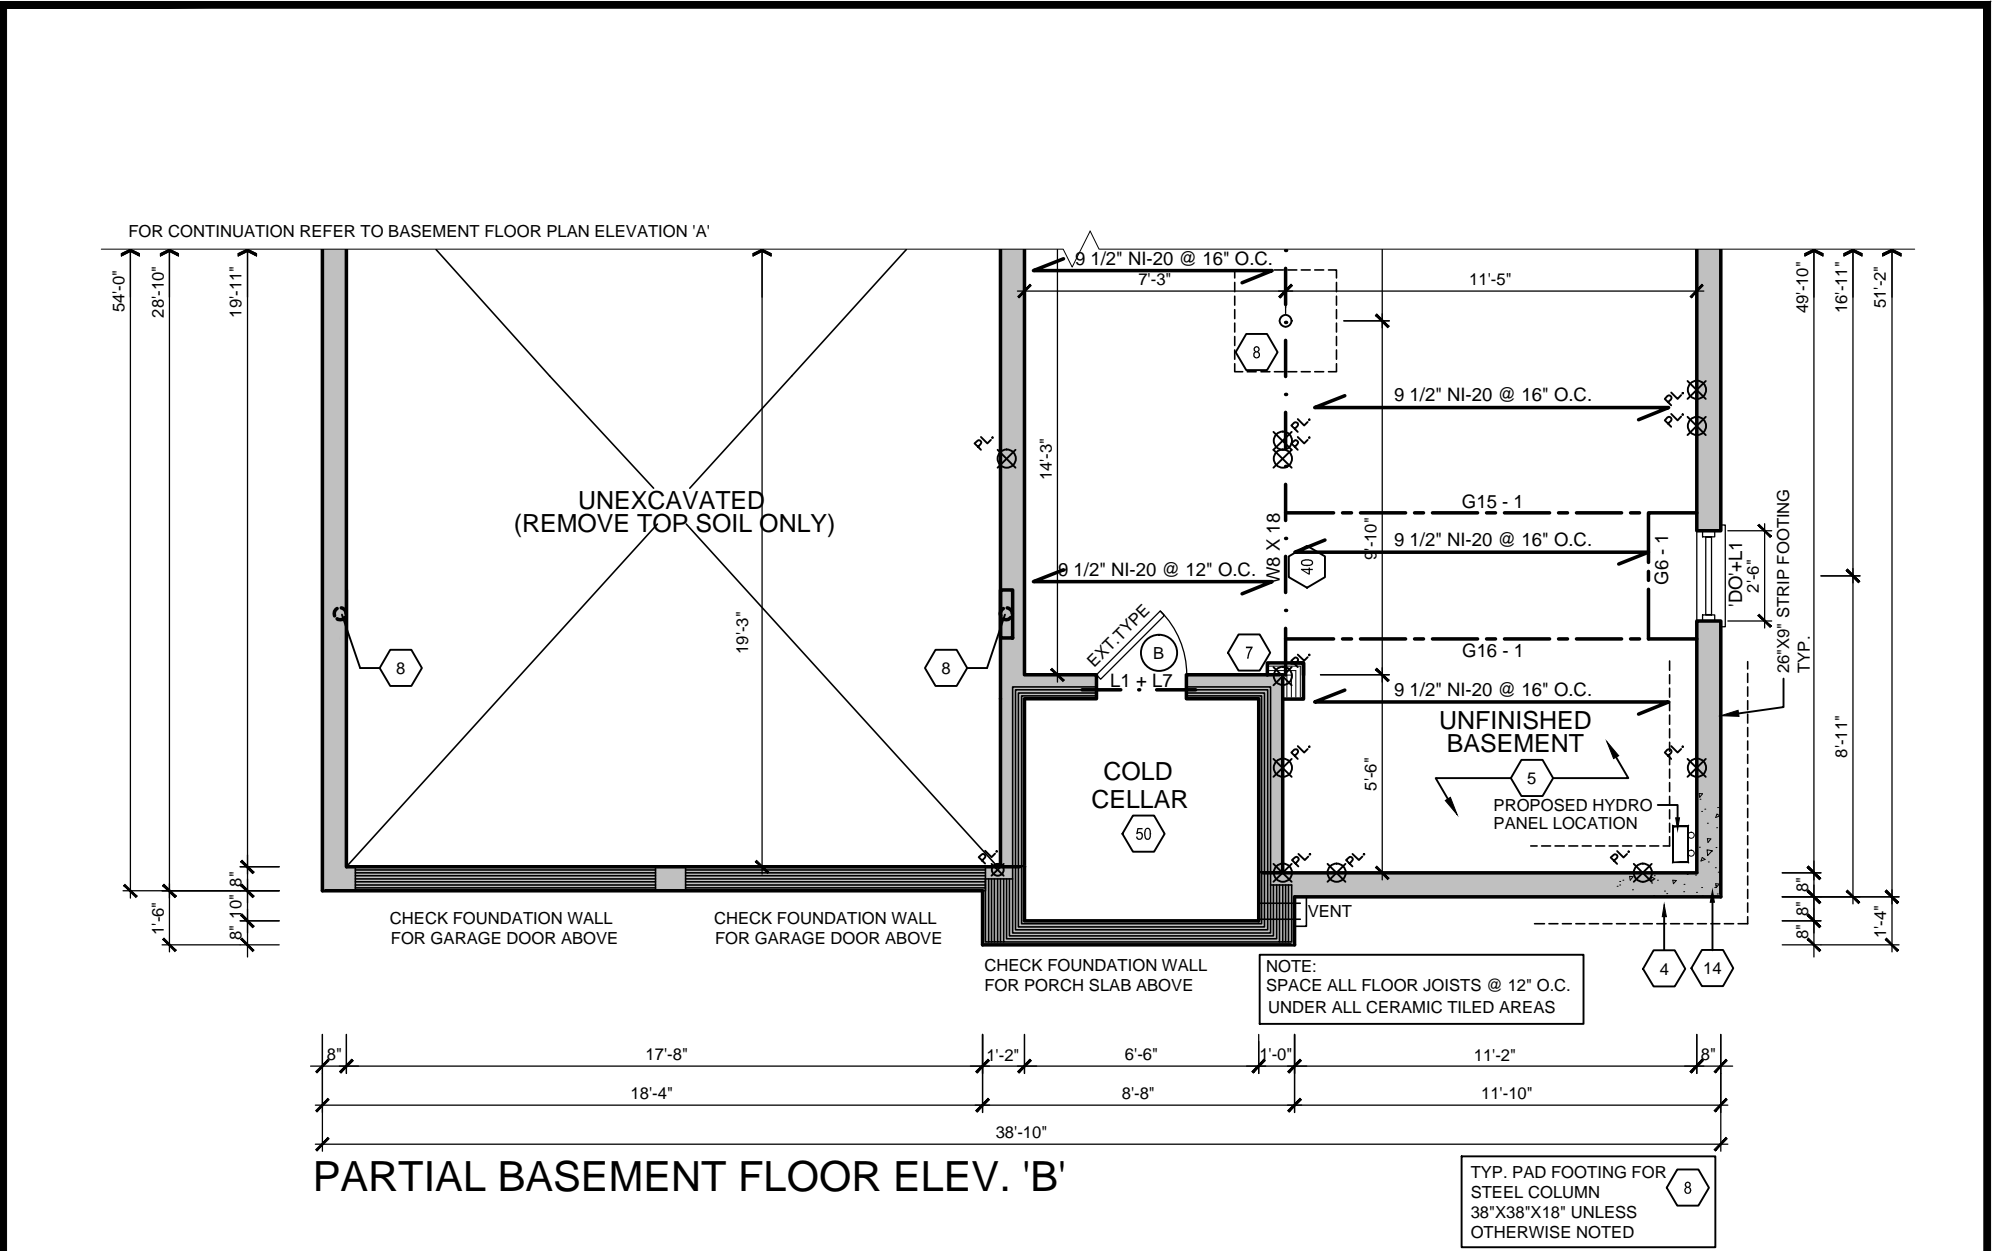 FOR CONTINUATION REFER TO BASEMENT FLOOR PLAN ELEVATION 'A'
54'-0"
28'-10"
19'-11"
9 1/2" NI-20 @ 16" O.C.
7'-3"
11'-5"
49'-10"
16'-11"
51'-2"
8
9 1/2" NI-20 @ 16" O.C.
PL.
PL.
PL.
PL.
PL.
14'-3"
UNEXCAVATED
(REMOVE TOP SOIL ONLY)
G15 - 1
W8 X 18
9'-10"
9 1/2" NI-20 @ 16" O.C.
40
G6 - 1
'DO'+L1
2'-6"
26"X9" STRIP FOOTING
TYP.
9 1/2" NI-20 @ 12" O.C.
19'-3"
EXT.TYPE
B
7
PL.
G16 - 1
8
8
L1 + L7
9 1/2" NI-20 @ 16" O.C.
UNFINISHED
BASEMENT
8'-11"
PL.
PL.
COLD
CELLAR
50
5'-6"
5
PROPOSED HYDRO
PANEL LOCATION
PL.
PL.
PL.
PL.
8"
10"
8"
1'-6"
8"
8"
8"
1'-4"
CHECK FOUNDATION WALL
FOR GARAGE DOOR ABOVE
CHECK FOUNDATION WALL
FOR GARAGE DOOR ABOVE
VENT
CHECK FOUNDATION WALL
FOR PORCH SLAB ABOVE
NOTE:
SPACE ALL FLOOR JOISTS @ 12" O.C.
UNDER ALL CERAMIC TILED AREAS
4
14
8"
17'-8"
1'-2"
6'-6"
1'-0"
11'-2"
8"
18'-4"
8'-8"
11'-10"
38'-10"
PARTIAL BASEMENT FLOOR ELEV. 'B'
TYP. PAD FOOTING FOR
STEEL COLUMN
38"X38"X18" UNLESS
OTHERWISE NOTED
8